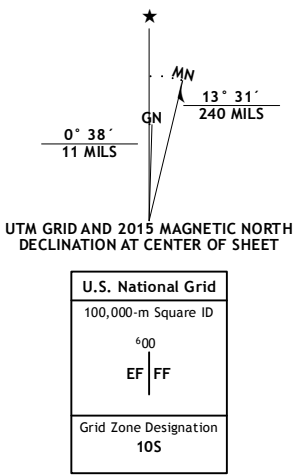 MN
GN
13° 31´
240 MILS
0° 38´
11 MILS
UTM GRID AND 2015 MAGNETIC NORTH
DECLINATION AT CENTER OF SHEET
U.S. National Grid
100,000-m Square ID
⁶00
EF FF
Grid Zone Designation
10S